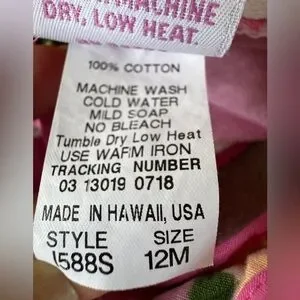 MACHINE
DRY, LOW HEAT.
100% COTTON
MACHINE WASH
COLD WATER
MILD SOAP
NO BLEACH
Tumble Dry Low Heat
USE WARM IRON
TRACKING NUMBER
03 13019 0718
MADE IN HAWAII, USA
STYLE SIZE
I588S 12M